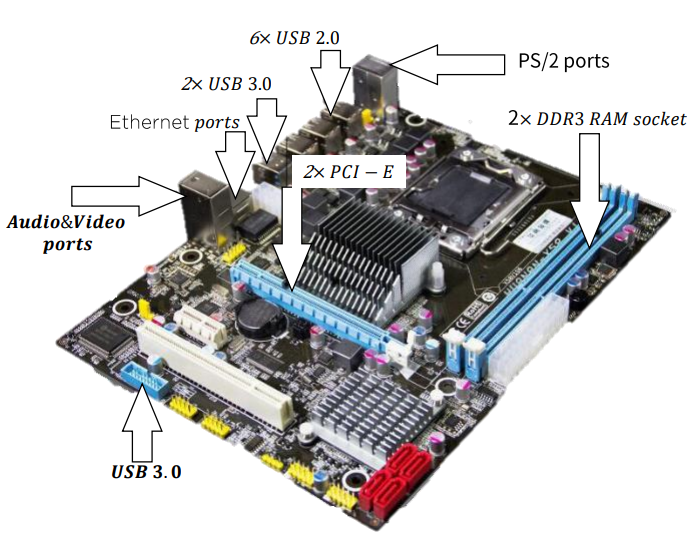 6× USB 2.0
PS/2 ports
2× USB 3.0
Ethernet ports
2× DDR3 RAM socket
2× PCI − E
Audio&Video
ports
USB 3.0